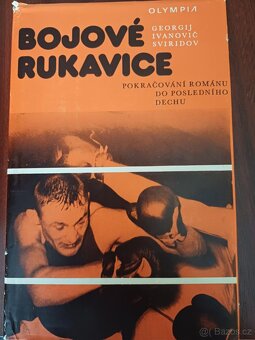 OLYMPIA
BOJOVÉ
RUKAVICE
GEORGIJ
IVANOVIČ
SVIRIDOV
POKRAČOVÁNÍ ROMÁNU
DO POSLEDNÍHO
DECHU
Bazoš.cz